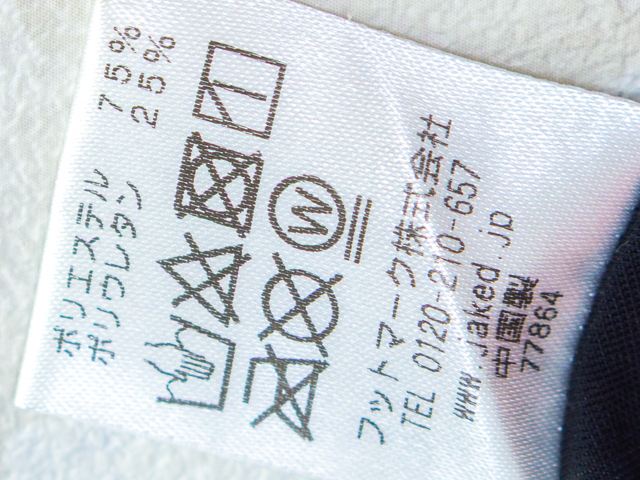 ポリエステル 75%
ポリウレタン 25%
W
フットマーク株式会社
TEL 0120-210-657
www.jaked.jp
中国製
77864